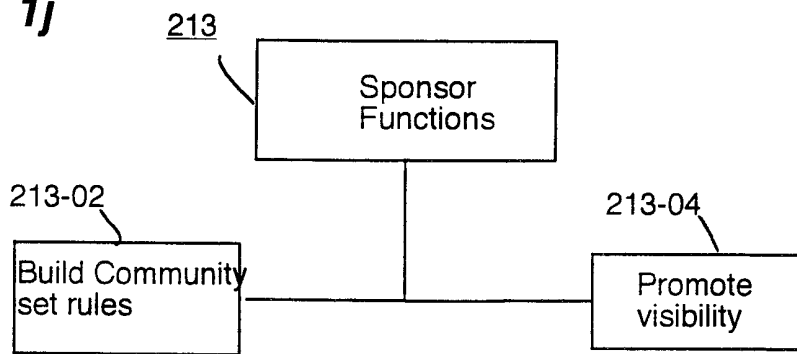 1j
213
Sponsor
Functions
213-02
213-04
Build Community
set rules
Promote
visibility